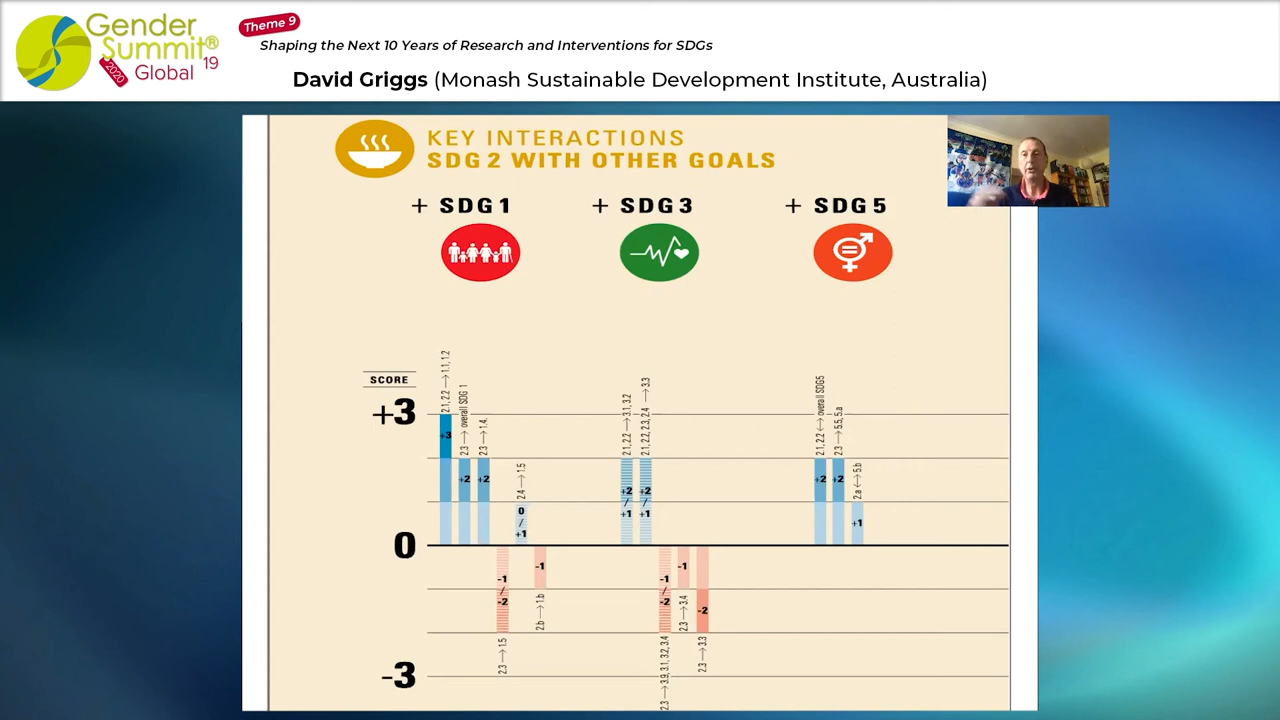 Gender
Summit®
Global 19
2020
Theme 9
Shaping the Next 10 Years of Research and Interventions for SDGs
David Griggs (Monash Sustainable Development Institute, Australia)
KEY INTERACTIONS
SDG 2 WITH OTHER GOALS
+ SDG 1
+ SDG 3
+ SDG 5
SCORE
+3
0
-3
2.1, 2.2 → 1.1, 1.2
+3
2.3 → overall SDG 1
+2
2.3 → 1.4.
+2
-1
/
-2
2.3 → 1.5
2.4 → 1.5
0
/
+1
-1
2.b → 1.b
2.1, 2.2 → 3.1, 3.2
+2
/
+1
2.1, 2.2, 2.3, 2.4 → 3.3
+2
/
+1
-1
/
-2
2.3 → 3.9, 3.1, 3.2, 3.4
-1
2.3 → 3.4
-2
2.3 → 3.3
2.1, 2.2 ↔ overall SDG5
+2
2.3 → 5.5, 5.a
+2
2.a ↔ 5.b
+1